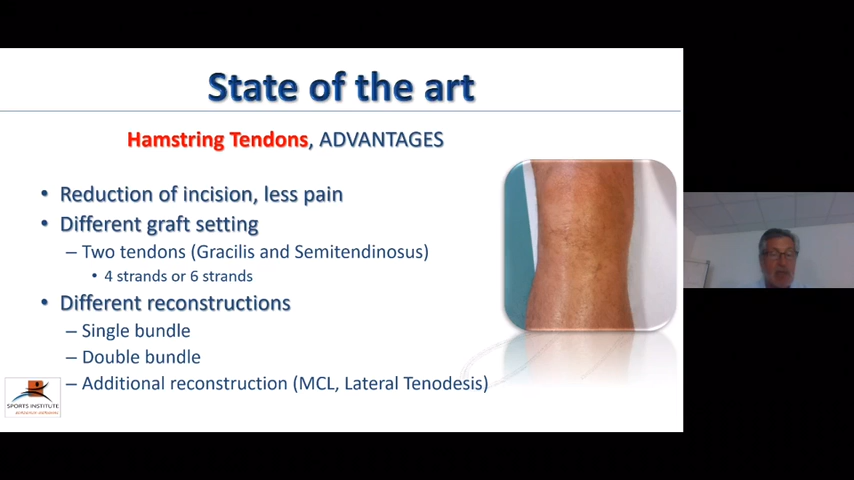 State of the art
Hamstring Tendons, ADVANTAGES
• Reduction of incision, less pain
• Different graft setting
– Two tendons (Gracilis and Semitendinosus)
• 4 strands or 6 strands
• Different reconstructions
– Single bundle
– Double bundle
– Additional reconstruction (MCL, Lateral Tenodesis)
SPORTS INSTITUTE